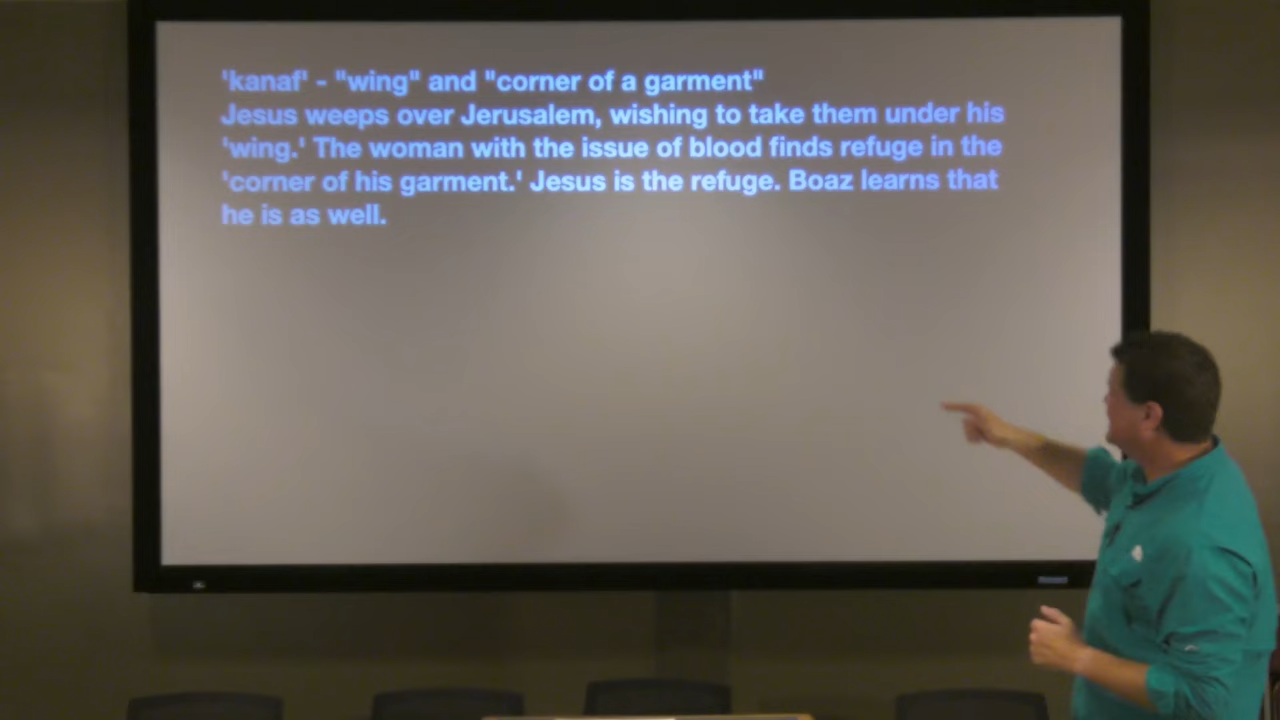 'kanaf' - "wing" and "corner of a garment"
Jesus weeps over Jerusalem, wishing to take them under his
'wing.' The woman with the issue of blood finds refuge in the
'corner of his garment.' Jesus is the refuge. Boaz learns that
he is as well.